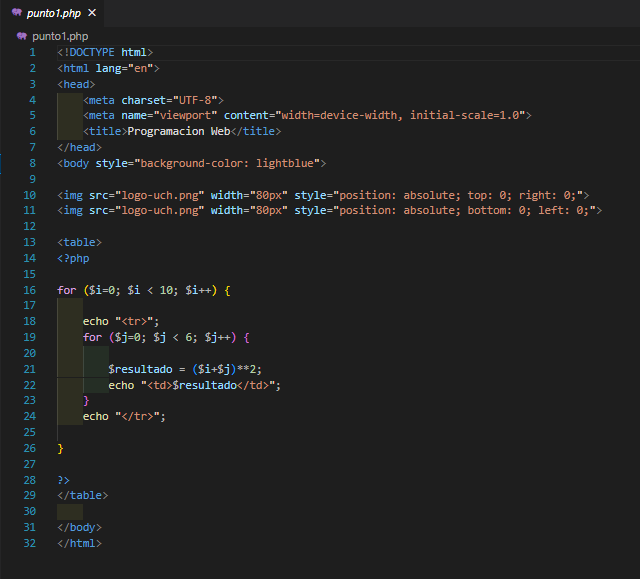 punto1.php ×
punto1.php
1 <!DOCTYPE html>
2 <html lang="en">
3 <head>
4     <meta charset="UTF-8">
5     <meta name="viewport" content="width=device-width, initial-scale=1.0">
6     <title>Programacion Web</title>
7 </head>
8 <body style="background-color: lightblue">
9
10 <img src="logo-uch.png" width="80px" style="position: absolute; top: 0; right: 0;">
11 <img src="logo-uch.png" width="80px" style="position: absolute; bottom: 0; left: 0;">
12
13 <table>
14 <?php
15
16 for ($i=0; $i < 10; $i++) {
17
18     echo "<tr>";
19     for ($j=0; $j < 6; $j++) {
20
21         $resultado = ($i+$j)**2;
22         echo "<td>$resultado</td>";
23     }
24     echo "</tr>";
25
26 }
27
28 ?>
29 </table>
30
31 </body>
32 </html>